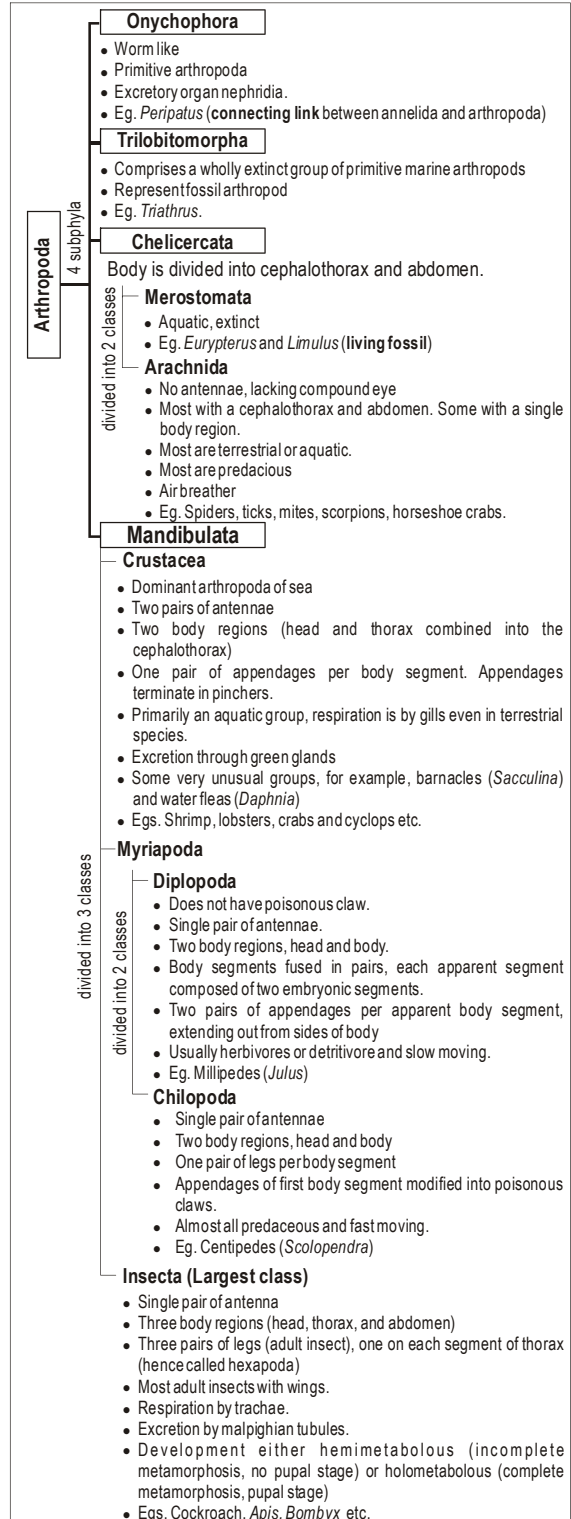 Onychophora
• Worm like
• Primitive arthropoda
• Excretory organ nephridia.
• Eg. Peripatus (connecting link between annelida and arthropoda)
Trilobitomorpha
• Comprises a wholly extinct group of primitive marine arthropods
• Represent fossil arthropod
• Eg. Triathrus.
Arthropoda
4 subphyla
Chelicercata
Body is divided into cephalothorax and abdomen.
divided into 2 classes
Merostomata
• Aquatic, extinct
• Eg. Eurypterus and Limulus (living fossil)
Arachnida
• No antennae, lacking compound eye
• Most with a cephalothorax and abdomen. Some with a single
body region.
• Most are terrestrial or aquatic.
• Most are predacious
• Air breather
• Eg. Spiders, ticks, mites, scorpions, horseshoe crabs.
Mandibulata
divided into 3 classes
Crustacea
• Dominant arthropoda of sea
• Two pairs of antennae
• Two body regions (head and thorax combined into the
cephalothorax)
• One pair of appendages per body segment. Appendages
terminate in pinchers.
• Primarily an aquatic group, respiration is by gills even in terrestrial
species.
• Excretion through green glands
• Some very unusual groups, for example, barnacles (Sacculina)
and water fleas (Daphnia)
• Egs. Shrimp, lobsters, crabs and cyclops etc.
Myriapoda
divided into 2 classes
Diplopoda
• Does not have poisonous claw.
• Single pair of antennae.
• Two body regions, head and body.
• Body segments fused in pairs, each apparent segment
composed of two embryonic segments.
• Two pairs of appendages per apparent body segment,
extending out from sides of body
• Usually herbivores or detritivore and slow moving.
• Eg. Millipedes (Julus)
Chilopoda
• Single pair of antennae
• Two body regions, head and body
• One pair of legs per body segment
• Appendages of first body segment modified into poisonous
claws.
• Almost all predaceous and fast moving.
• Eg. Centipedes (Scolopendra)
Insecta (Largest class)
• Single pair of antenna
• Three body regions (head, thorax, and abdomen)
• Three pairs of legs (adult insect), one on each segment of thorax
(hence called hexapoda)
• Most adult insects with wings.
• Respiration by trachae.
• Excretion by malpighian tubules.
• Development either hemimetabolous (incomplete
metamorphosis, no pupal stage) or holometabolous (complete
metamorphosis, pupal stage)
• Egs. Cockroach, Apis, Bombyx etc.